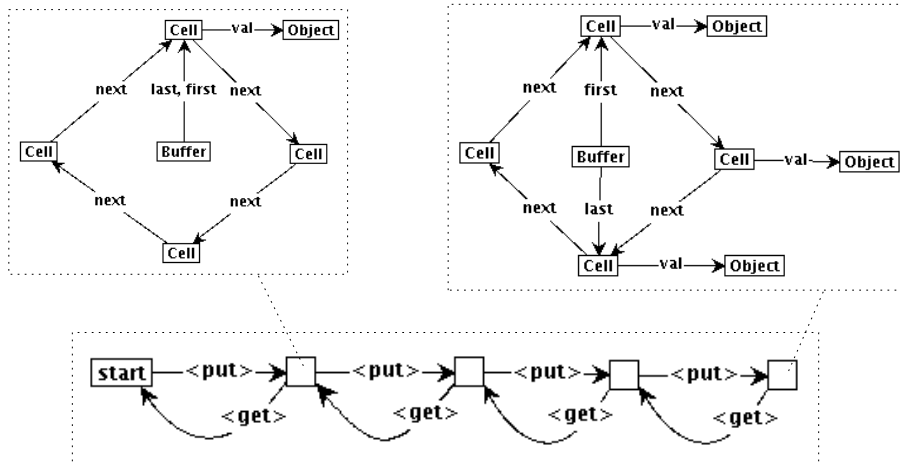 Cell val Object
next last, first next
Cell Buffer Cell
next next
Cell
Cell val Object
next first next
Cell Buffer Cell val Object
next last next
Cell val Object
start <put> <put> <put> <put>
<get> <get> <get> <get>